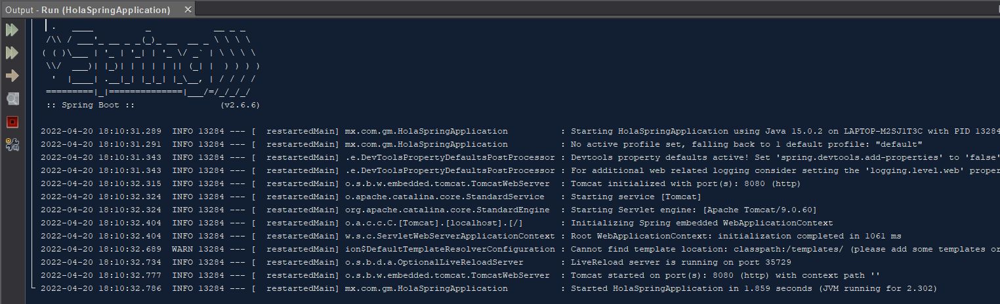 Output - Run (HolaSpringApplication)
  .   ____          _            __ _ _
 /\\ / ___'_ __ _ _(_)_ __  __ _ \ \ \ \
( ( )\___ | '_ | '_| | '_ \/ _` | \ \ \ \
 \\/  ___)| |_)| | | | | || (_| |  ) ) ) )
  '  |____| .__|_| |_|_| |_\__, | / / / /
 =========|_|==============|___/=/_/_/_/
 :: Spring Boot ::                (v2.6.6)
2022-04-20 18:10:31.289  INFO 13284 --- [  restartedMain] mx.com.gm.HolaSpringApplication          : Starting HolaSpringApplication using Java 15.0.2 on LAPTOP-M2SJ1T3C with PID 13284
2022-04-20 18:10:31.291  INFO 13284 --- [  restartedMain] mx.com.gm.HolaSpringApplication          : No active profile set, falling back to 1 default profile: "default"
2022-04-20 18:10:31.343  INFO 13284 --- [  restartedMain] .e.DevToolsPropertyDefaultsPostProcessor : Devtools property defaults active! Set 'spring.devtools.add-properties' to 'false'
2022-04-20 18:10:31.343  INFO 13284 --- [  restartedMain] .e.DevToolsPropertyDefaultsPostProcessor : For additional web related logging consider setting the 'logging.level.web' proper
2022-04-20 18:10:32.315  INFO 13284 --- [  restartedMain] o.s.b.w.embedded.tomcat.TomcatWebServer  : Tomcat initialized with port(s): 8080 (http)
2022-04-20 18:10:32.324  INFO 13284 --- [  restartedMain] o.apache.catalina.core.StandardService   : Starting service [Tomcat]
2022-04-20 18:10:32.324  INFO 13284 --- [  restartedMain] org.apache.catalina.core.StandardEngine  : Starting Servlet engine: [Apache Tomcat/9.0.60]
2022-04-20 18:10:32.404  INFO 13284 --- [  restartedMain] o.a.c.c.C.[Tomcat].[localhost].[/]       : Initializing Spring embedded WebApplicationContext
2022-04-20 18:10:32.404  INFO 13284 --- [  restartedMain] w.s.c.ServletWebServerApplicationContext : Root WebApplicationContext: initialization completed in 1061 ms
2022-04-20 18:10:32.689  WARN 13284 --- [  restartedMain] ion$DefaultTemplateResolverConfiguration : Cannot find template location: classpath:/templates/ (please add some templates or
2022-04-20 18:10:32.734  INFO 13284 --- [  restartedMain] o.s.b.d.a.OptionalLiveReloadServer       : LiveReload server is running on port 35729
2022-04-20 18:10:32.777  INFO 13284 --- [  restartedMain] o.s.b.w.embedded.tomcat.TomcatWebServer  : Tomcat started on port(s): 8080 (http) with context path ''
2022-04-20 18:10:32.786  INFO 13284 --- [  restartedMain] mx.com.gm.HolaSpringApplication          : Started HolaSpringApplication in 1.859 seconds (JVM running for 2.302)